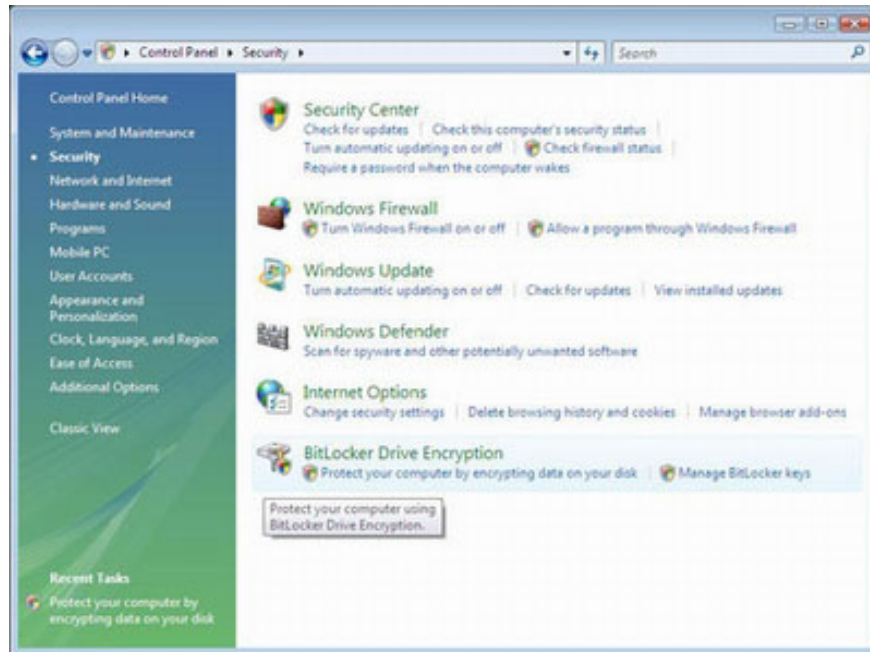 Control Panel Security
Search
Control Panel Home
System and Maintenance
Security
Network and Internet
Hardware and Sound
Programs
Mobile PC
User Accounts
Appearance and
Personalization
Clock, Language, and Region
Ease of Access
Additional Options
Classic View
Recent Tasks
Protect your computer by
encrypting data on your disk
Security Center
Check for updates | Check this computer's security status |
Turn automatic updating on or off | Check firewall status |
Require a password when the computer wakes
Windows Firewall
Turn Windows Firewall on or off | Allow a program through Windows Firewall
Windows Update
Turn automatic updating on or off | Check for updates | View installed updates
Windows Defender
Scan for spyware and other potentially unwanted software
Internet Options
Change security settings | Delete browsing history and cookies | Manage browser add-ons
BitLocker Drive Encryption
Protect your computer by encrypting data on your disk | Manage BitLocker keys
Protect your computer using
BitLocker Drive Encryption.